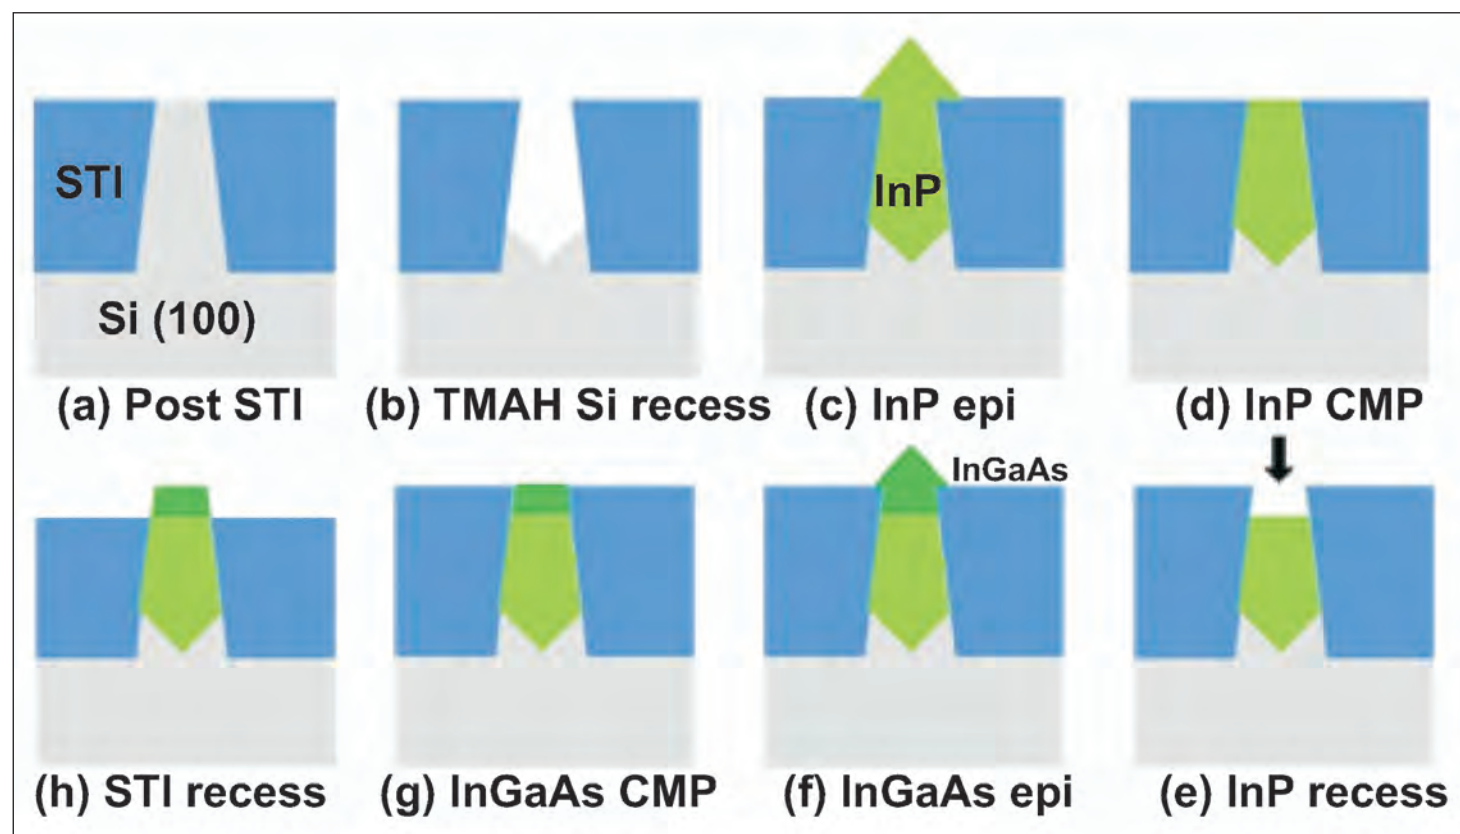 STI
InP
Si (100)
(a) Post STI
(b) TMAH Si recess
(c) InP epi
(d) InP CMP
InGaAs
(h) STI recess
(g) InGaAs CMP
(f) InGaAs epi
(e) InP recess